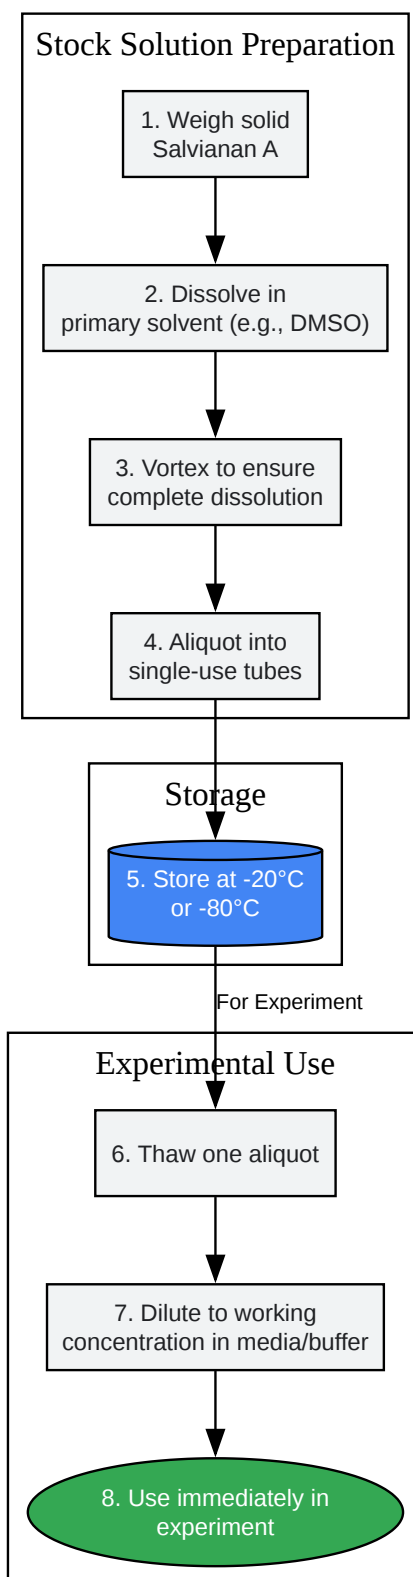 Stock Solution Preparation
1. Weigh solid
Salvianan A
2. Dissolve in
primary solvent (e.g., DMSO)
3. Vortex to ensure
complete dissolution
4. Aliquot into
single-use tubes
Storage
5. Store at -20°C
or -80°C
For Experiment
Experimental Use
6. Thaw one aliquot
7. Dilute to working
concentration in media/buffer
8. Use immediately in
experiment